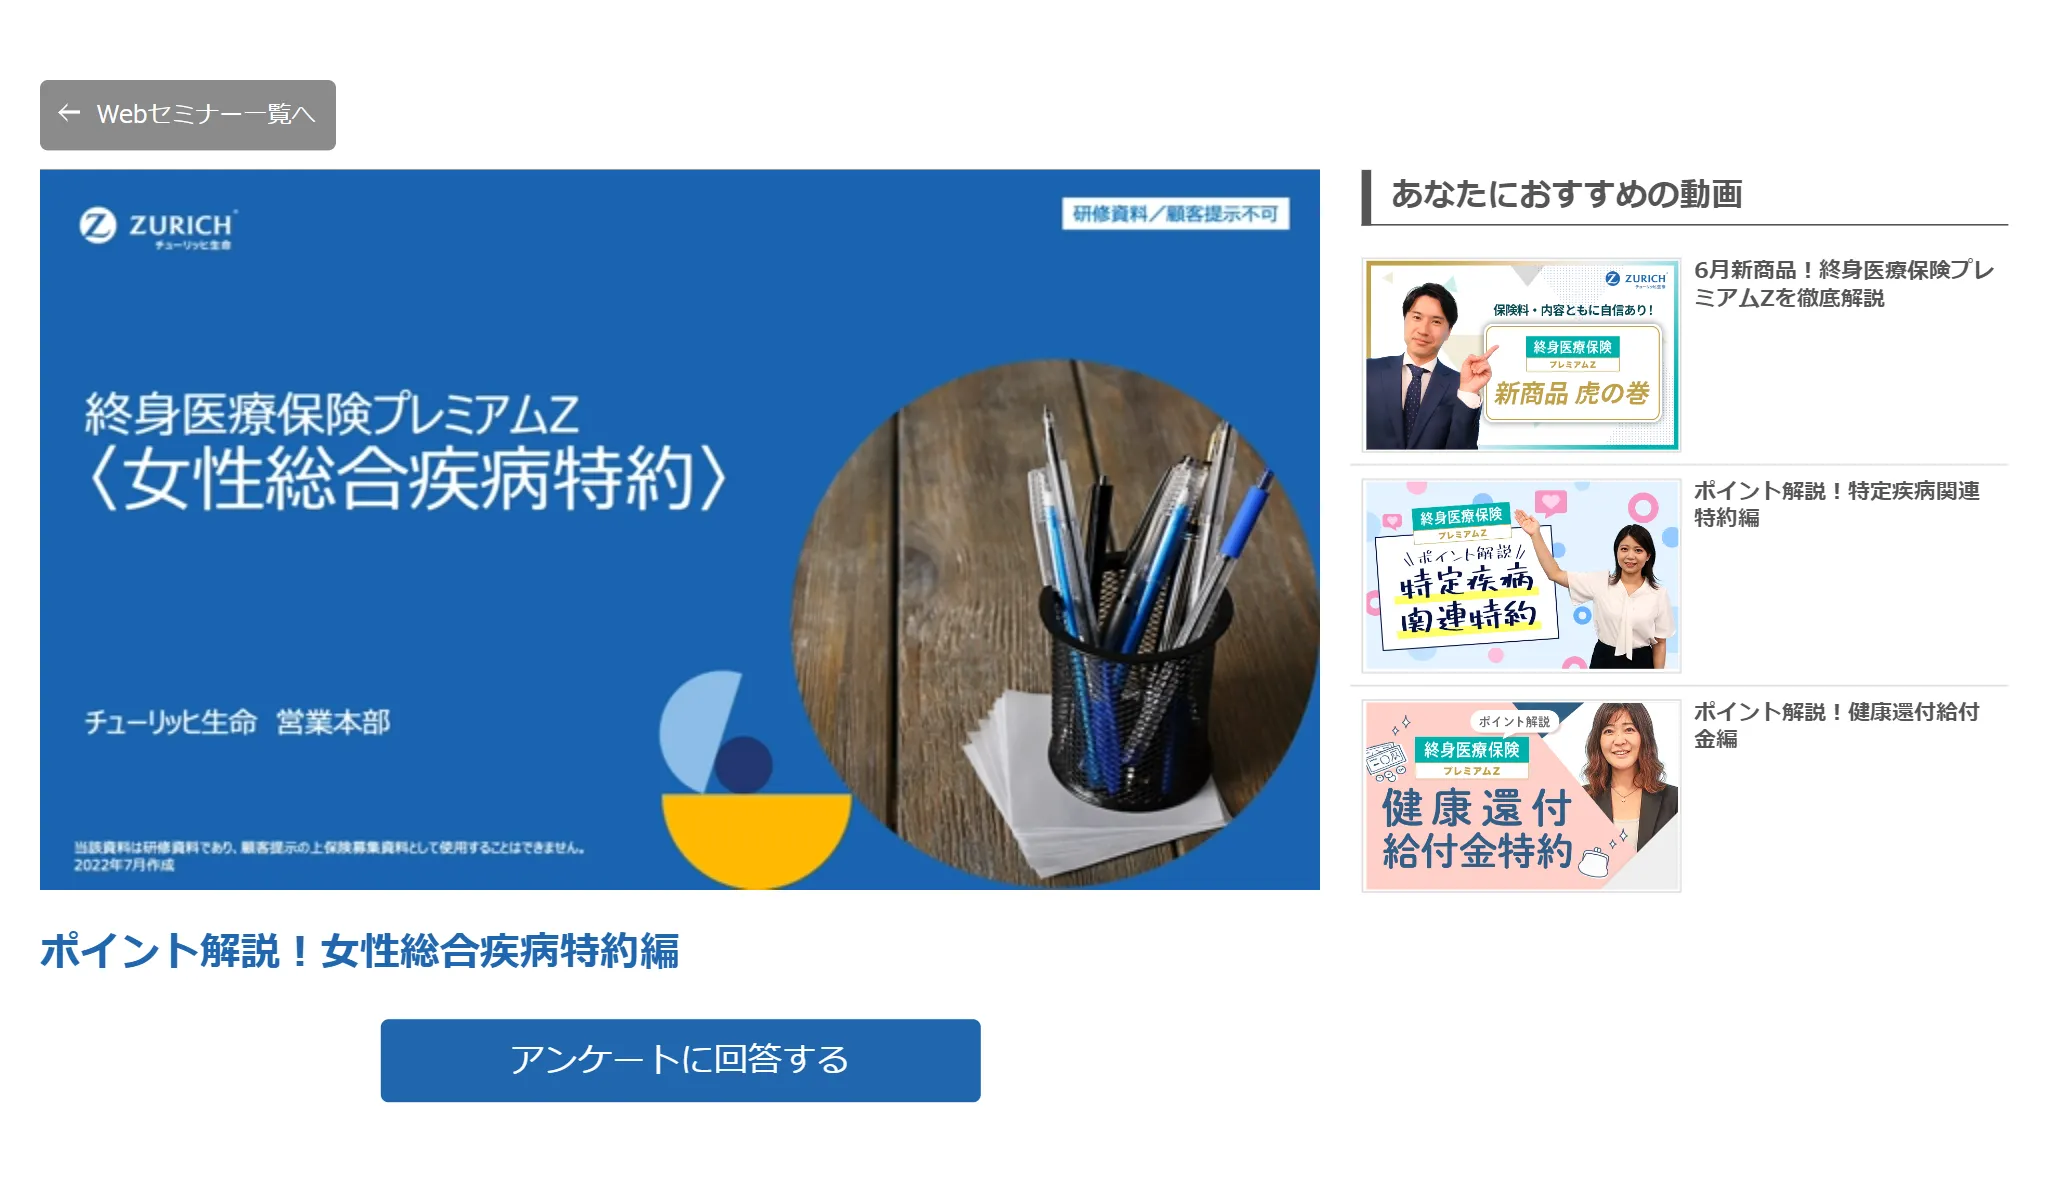 ← Webセミナー一覧へ
ZURICH
チューリッヒ生命
研修資料／顧客提示不可
終身医療保険プレミアムZ
〈女性総合疾病特約〉
チューリッヒ生命 営業本部
当該資料は研修資料であり、顧客提示の上保険募集資料として使用することはできません。
2022年7月作成
ポイント解説！女性総合疾病特約編
アンケートに回答する
あなたにおすすめの動画
ZURICH
チューリッヒ生命
保険料・内容ともに自信あり！
終身医療保険
プレミアムZ
新商品 虎の巻
6月新商品！終身医療保険プレ
ミアムZを徹底解説
終身医療保険
プレミアムZ
ポイント解説
特定疾病
関連特約
ポイント解説！特定疾病関連
特約編
ポイント解説
終身医療保険
プレミアムZ
健康還付
給付金特約
ポイント解説！健康還付給付
金編